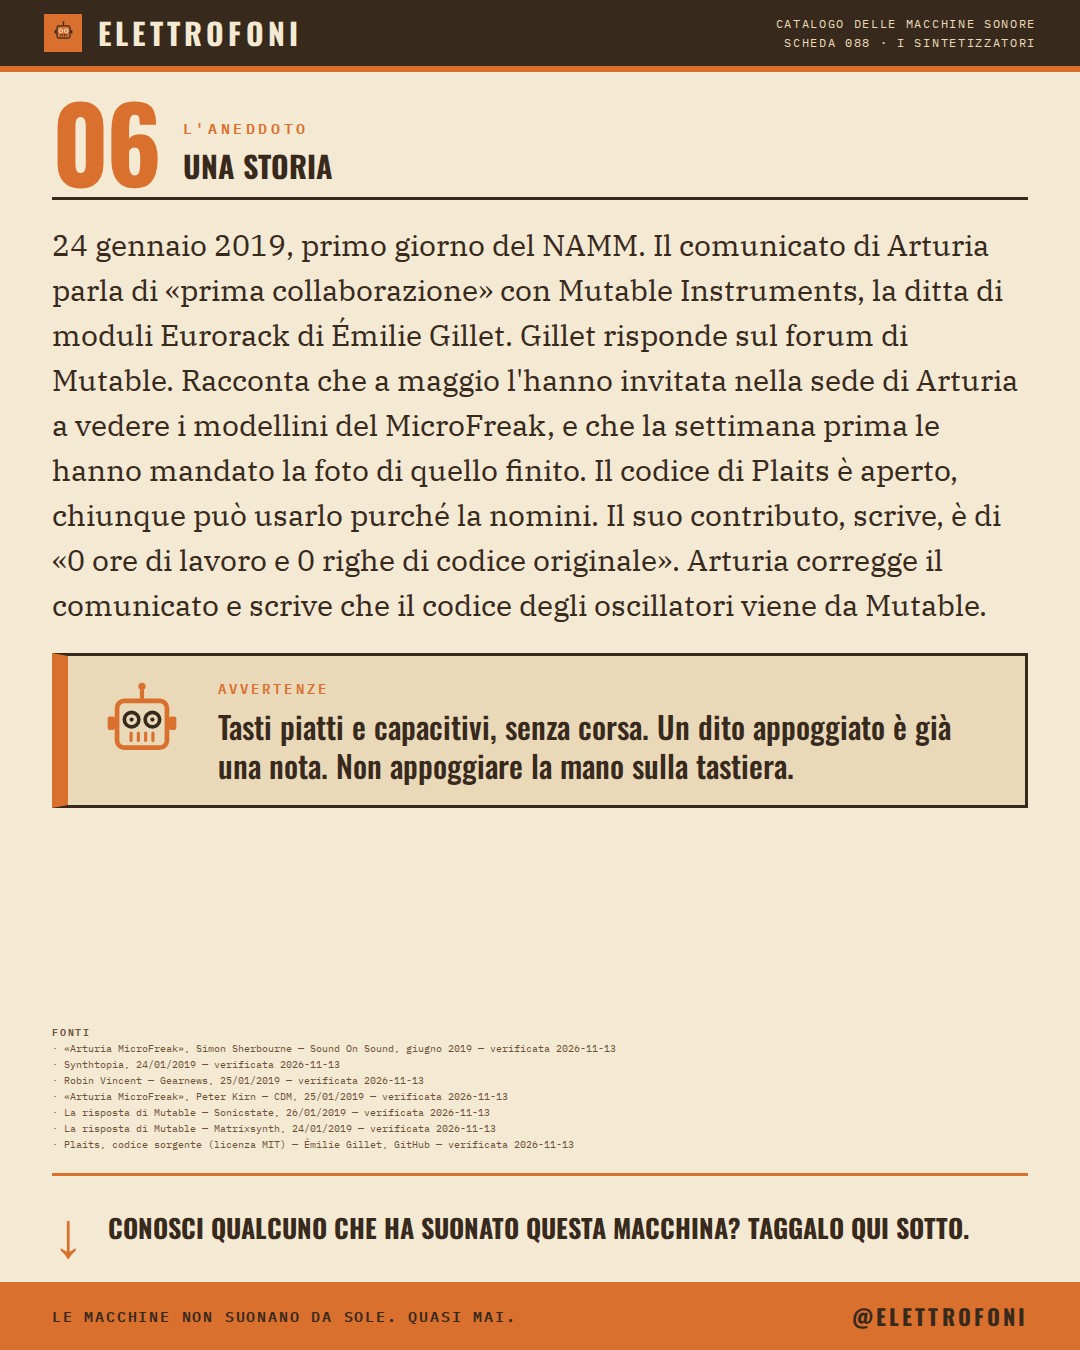 ELETTROFONI
CATALOGO DELLE MACCHINE SONORE
SCHEDA 088 · I SINTETIZZATORI
06
L'ANEDDOTO
UNA STORIA
24 gennaio 2019, primo giorno del NAMM. Il comunicato di Arturia
parla di «prima collaborazione» con Mutable Instruments, la ditta di
moduli Eurorack di Émilie Gillet. Gillet risponde sul forum di
Mutable. Racconta che a maggio l'hanno invitata nella sede di Arturia
a vedere i modellini del MicroFreak, e che la settimana prima le
hanno mandato la foto di quello finito. Il codice di Plaits è aperto,
chiunque può usarlo purché la nomini. Il suo contributo, scrive, è di
«0 ore di lavoro e 0 righe di codice originale». Arturia corregge il
comunicato e scrive che il codice degli oscillatori viene da Mutable.
AVVERTENZE
Tasti piatti e capacitivi, senza corsa. Un dito appoggiato è già
una nota. Non appoggiare la mano sulla tastiera.
FONTI
· «Arturia MicroFreak», Simon Sherbourne — Sound On Sound, giugno 2019 — verificata 2026-11-13
· Synthtopia, 24/01/2019 — verificata 2026-11-13
· Robin Vincent — Gearnews, 25/01/2019 — verificata 2026-11-13
· «Arturia MicroFreak», Peter Kirn — CDM, 25/01/2019 — verificata 2026-11-13
· La risposta di Mutable — Sonicstate, 26/01/2019 — verificata 2026-11-13
· La risposta di Mutable — Matrixsynth, 24/01/2019 — verificata 2026-11-13
· Plaits, codice sorgente (licenza MIT) — Émilie Gillet, GitHub — verificata 2026-11-13
↓ CONOSCI QUALCUNO CHE HA SUONATO QUESTA MACCHINA? TAGGALO QUI SOTTO.
LE MACCHINE NON SUONANO DA SOLE. QUASI MAI.
@ELETTROFONI